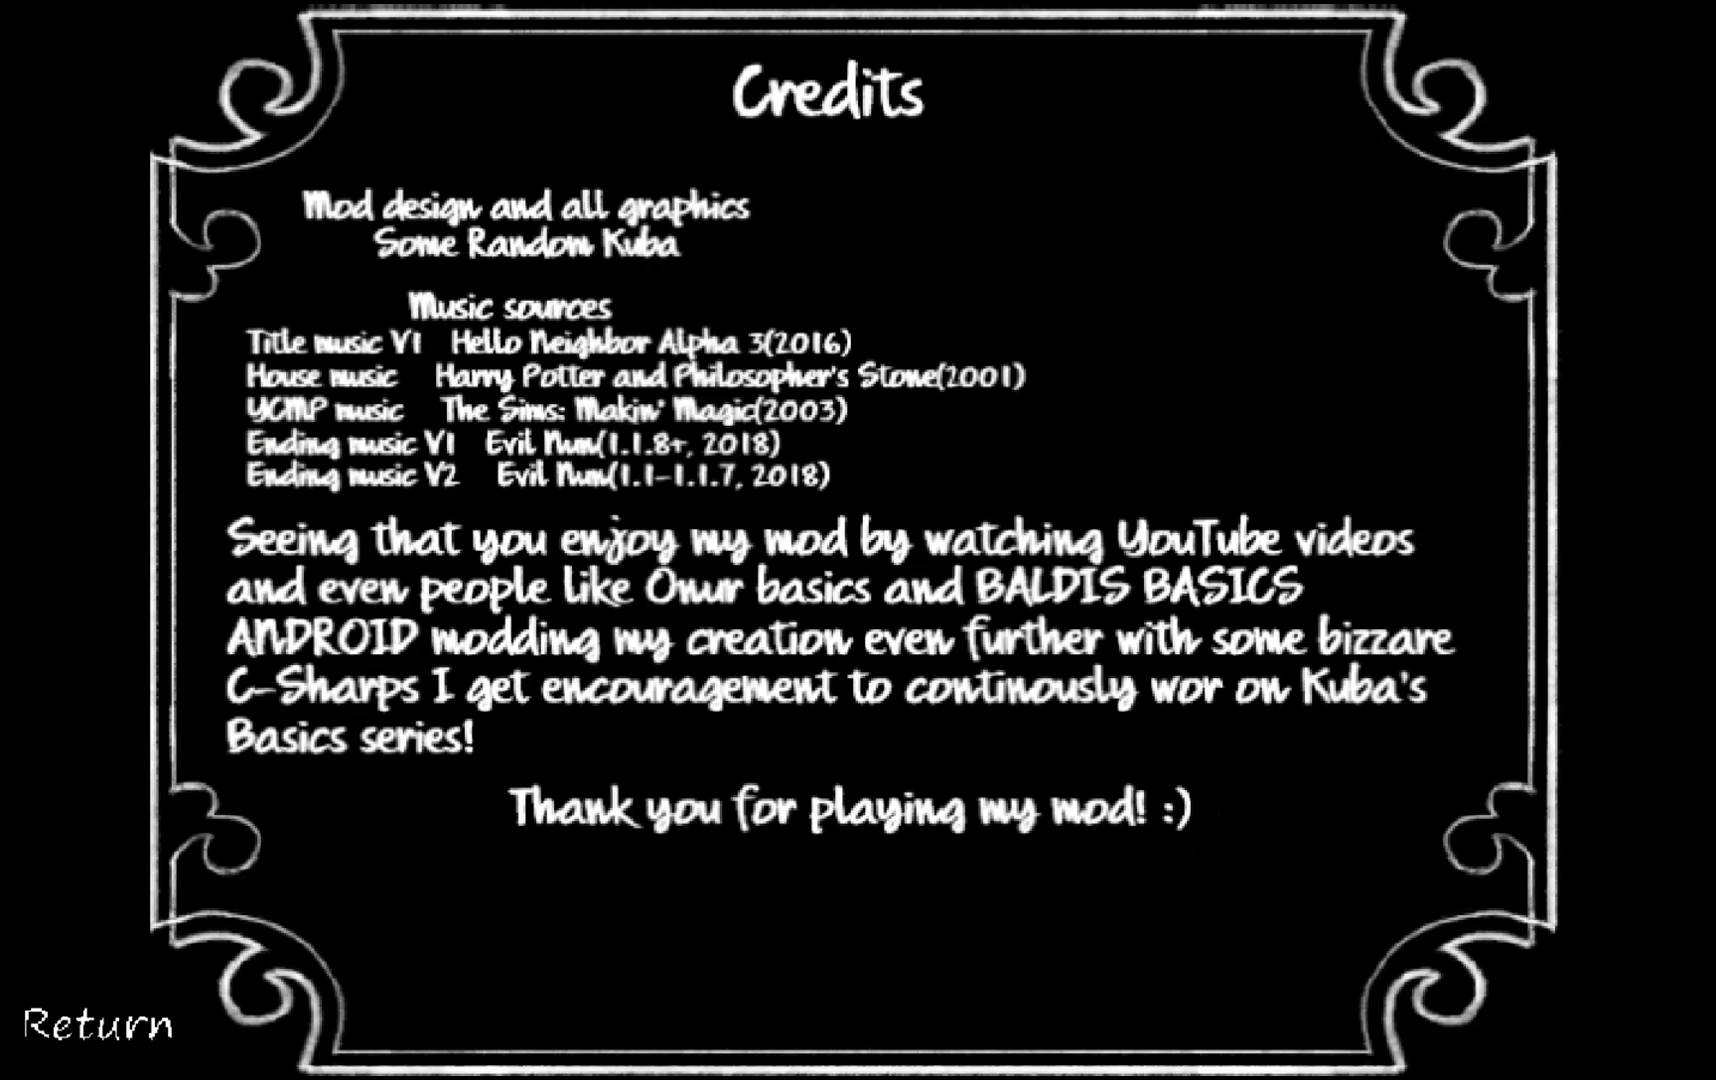 Credits
Mod design and all graphics
Some Random Kuba
Music sources
Title music V1 Hello Neighbor Alpha 3(2016)
House music Harry Potter and Philosopher's Stone(2001)
YCMP music The Sims: Makin' Magic(2003)
Ending music V1 Evil Nun(1.1.8+, 2018)
Ending music V2 Evil Nun(1.1-1.1.7, 2018)
Seeing that you enjoy my mod by watching YouTube videos
and even people like Onur basics and BALDIS BASICS
ANDROID modding my creation even further with some bizzare
C-Sharps I get encouragement to continously wor on Kuba's
Basics series!
Thank you for playing my mod! :)
Return